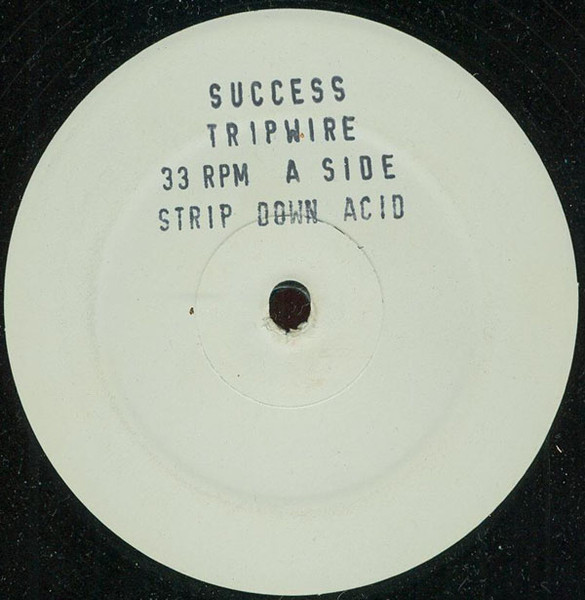 SUCCESS
TRIPWIRE
33 RPM A SIDE
STRIP DOWN ACID